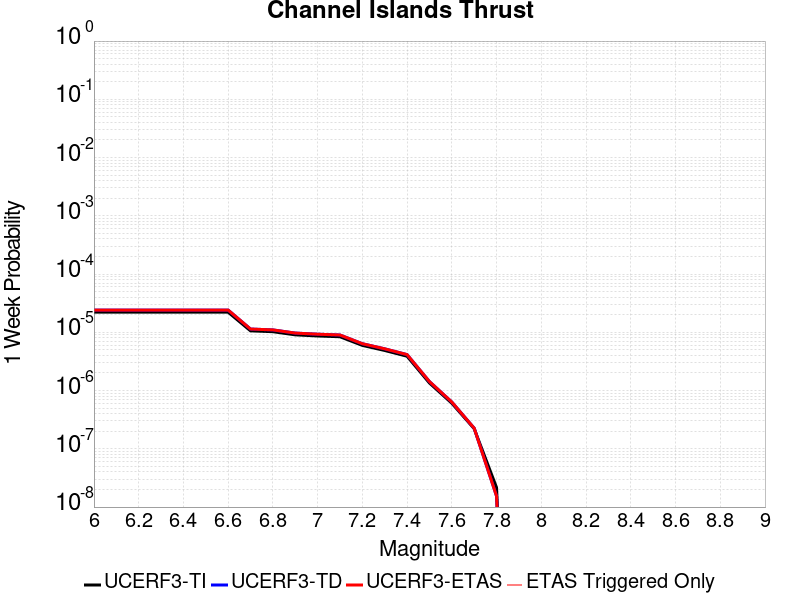 Channel Islands Thrust
1 Week Probability
10^0
10^-1
10^-2
10^-3
10^-4
10^-5
10^-6
10^-7
10^-8
6 6.2 6.4 6.6 6.8 7 7.2 7.4 7.6 7.8 8 8.2 8.4 8.6 8.8 9
Magnitude
UCERF3-TI UCERF3-TD UCERF3-ETAS ETAS Triggered Only